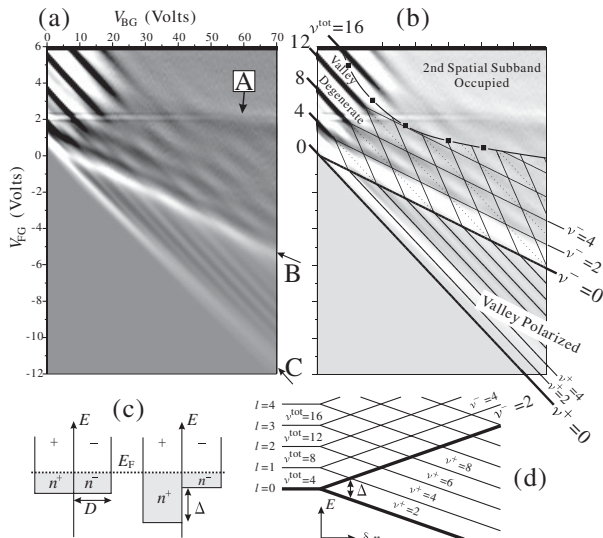 (a)
V_BG (Volts)
0 10 20 30 40 50 60 70
V_FG (Volts)
6
4
2
0
-2
-4
-6
-8
-10
-12
A
B
C
(b)
ν^tot=16
12
8
4
0
Valley
Degenerate
2nd Spatial Subband
Occupied
ν^-=4
ν^-=2
ν^-=0
Valley Polarized
ν^+=4
ν^+=2
ν^+=0
(c)
E E
+ - + -
E_F
n^+ n^- n^+ n^-
D Δ
(d)
l=4
ν^tot=16
l=3
ν^tot=12
l=2
ν^tot=8
l=1
ν^tot=4
l=0
ν^-=4
ν^-=2
ν^+=8
ν^+=6
ν^+=4
ν^+=2
Δ
E